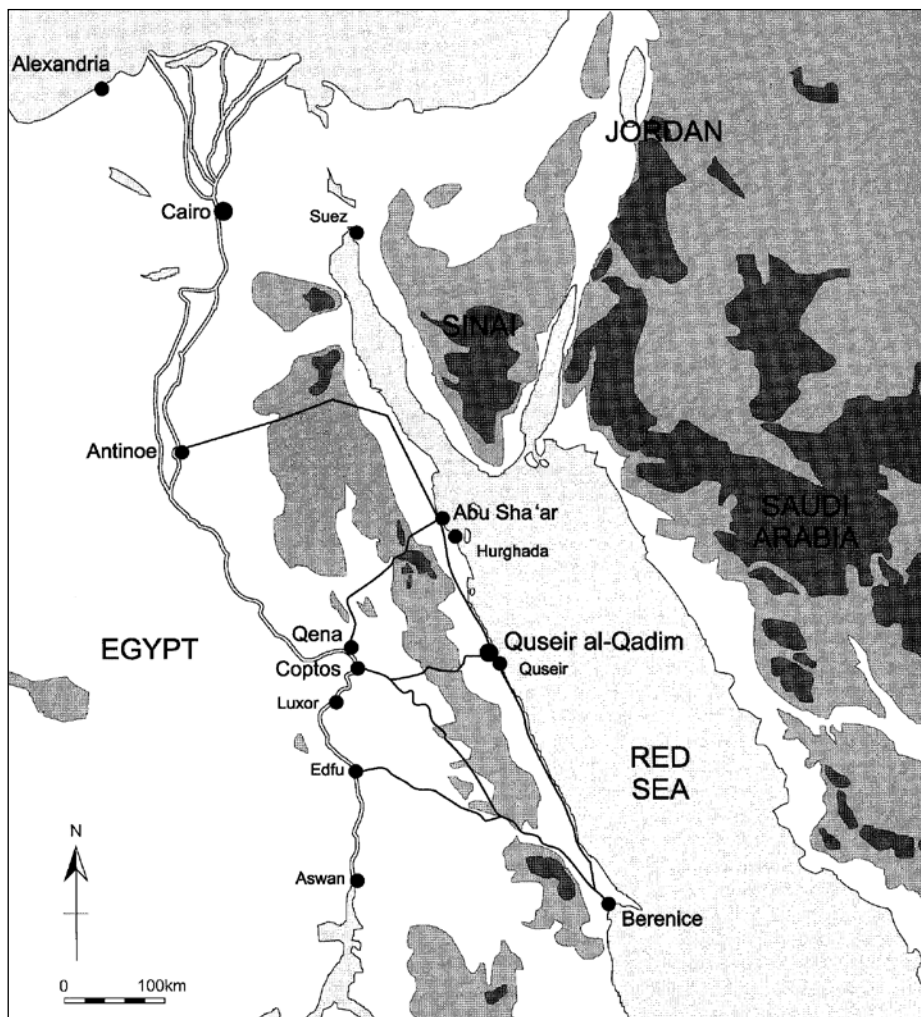 Alexandria
JORDAN
Cairo
Suez
SINAI
Antinoe
SAUDI
ARABIA
Abu Sha‘ar
Hurghada
EGYPT
Qena
Quseir al-Qadim
Coptos
Quseir
Luxor
RED
SEA
Edfu
N
Aswan
Berenice
0 100km